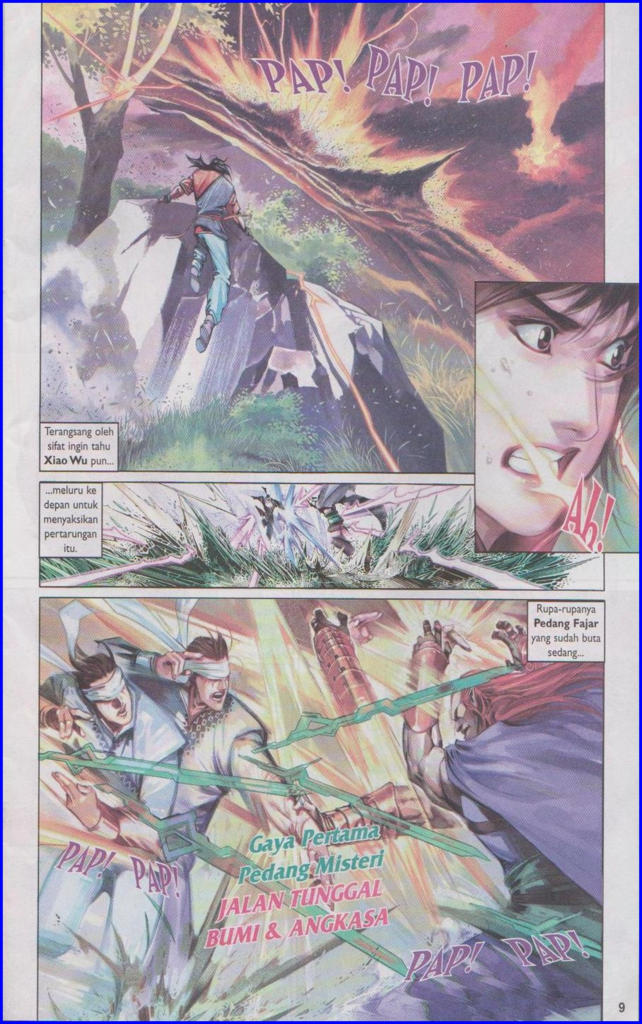 PAP! PAP! PAP!
Terangsang oleh
sifat ingin tahu
Xiao Wu pun...
Ah!
...meluru ke
depan untuk
menyaksikan
pertarungan
itu.
Rupa-rupanya
Pedang Fajar
yang sudah buta
sedang...
PAP! PAP!
Gaya Pertama
Pedang Misteri
JALAN TUNGGAL
BUMI & ANGKASA
PAP! PAP!
9